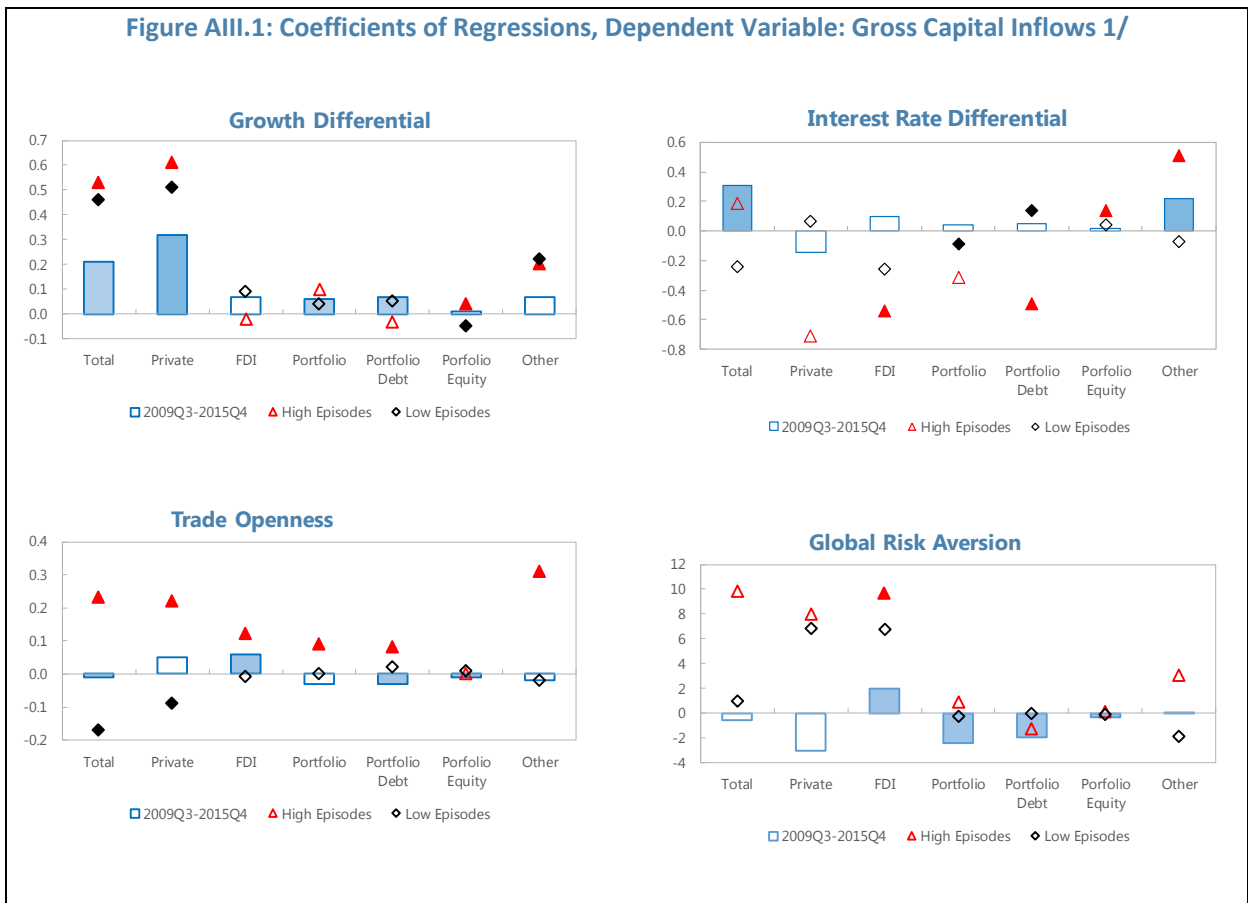 Figure AIII.1: Coefficients of Regressions, Dependent Variable: Gross Capital Inflows 1/
Growth Differential
0.7
0.6
0.5
0.4
0.3
0.2
0.1
0.0
-0.1
Total Private FDI Portfolio Portfolio Porfolio Other
Debt Equity
2009Q3-2015Q4 High Episodes Low Episodes
Interest Rate Differential
0.6
0.4
0.2
0.0
-0.2
-0.4
-0.6
-0.8
Total Private FDI Portfolio Portfolio Porfolio Other
Debt Equity
2009Q3-2015Q4 High Episodes Low Episodes
Trade Openness
0.4
0.3
0.2
0.1
0.0
-0.1
-0.2
Total Private FDI Portfolio Portfolio Porfolio Other
Debt Equity
2009Q3-2015Q4 High Episodes Low Episodes
Global Risk Aversion
12
10
8
6
4
2
0
-2
-4
Total Private FDI Portfolio Portfolio Porfolio Other
Debt Equity
2009Q3-2015Q4 High Episodes Low Episodes